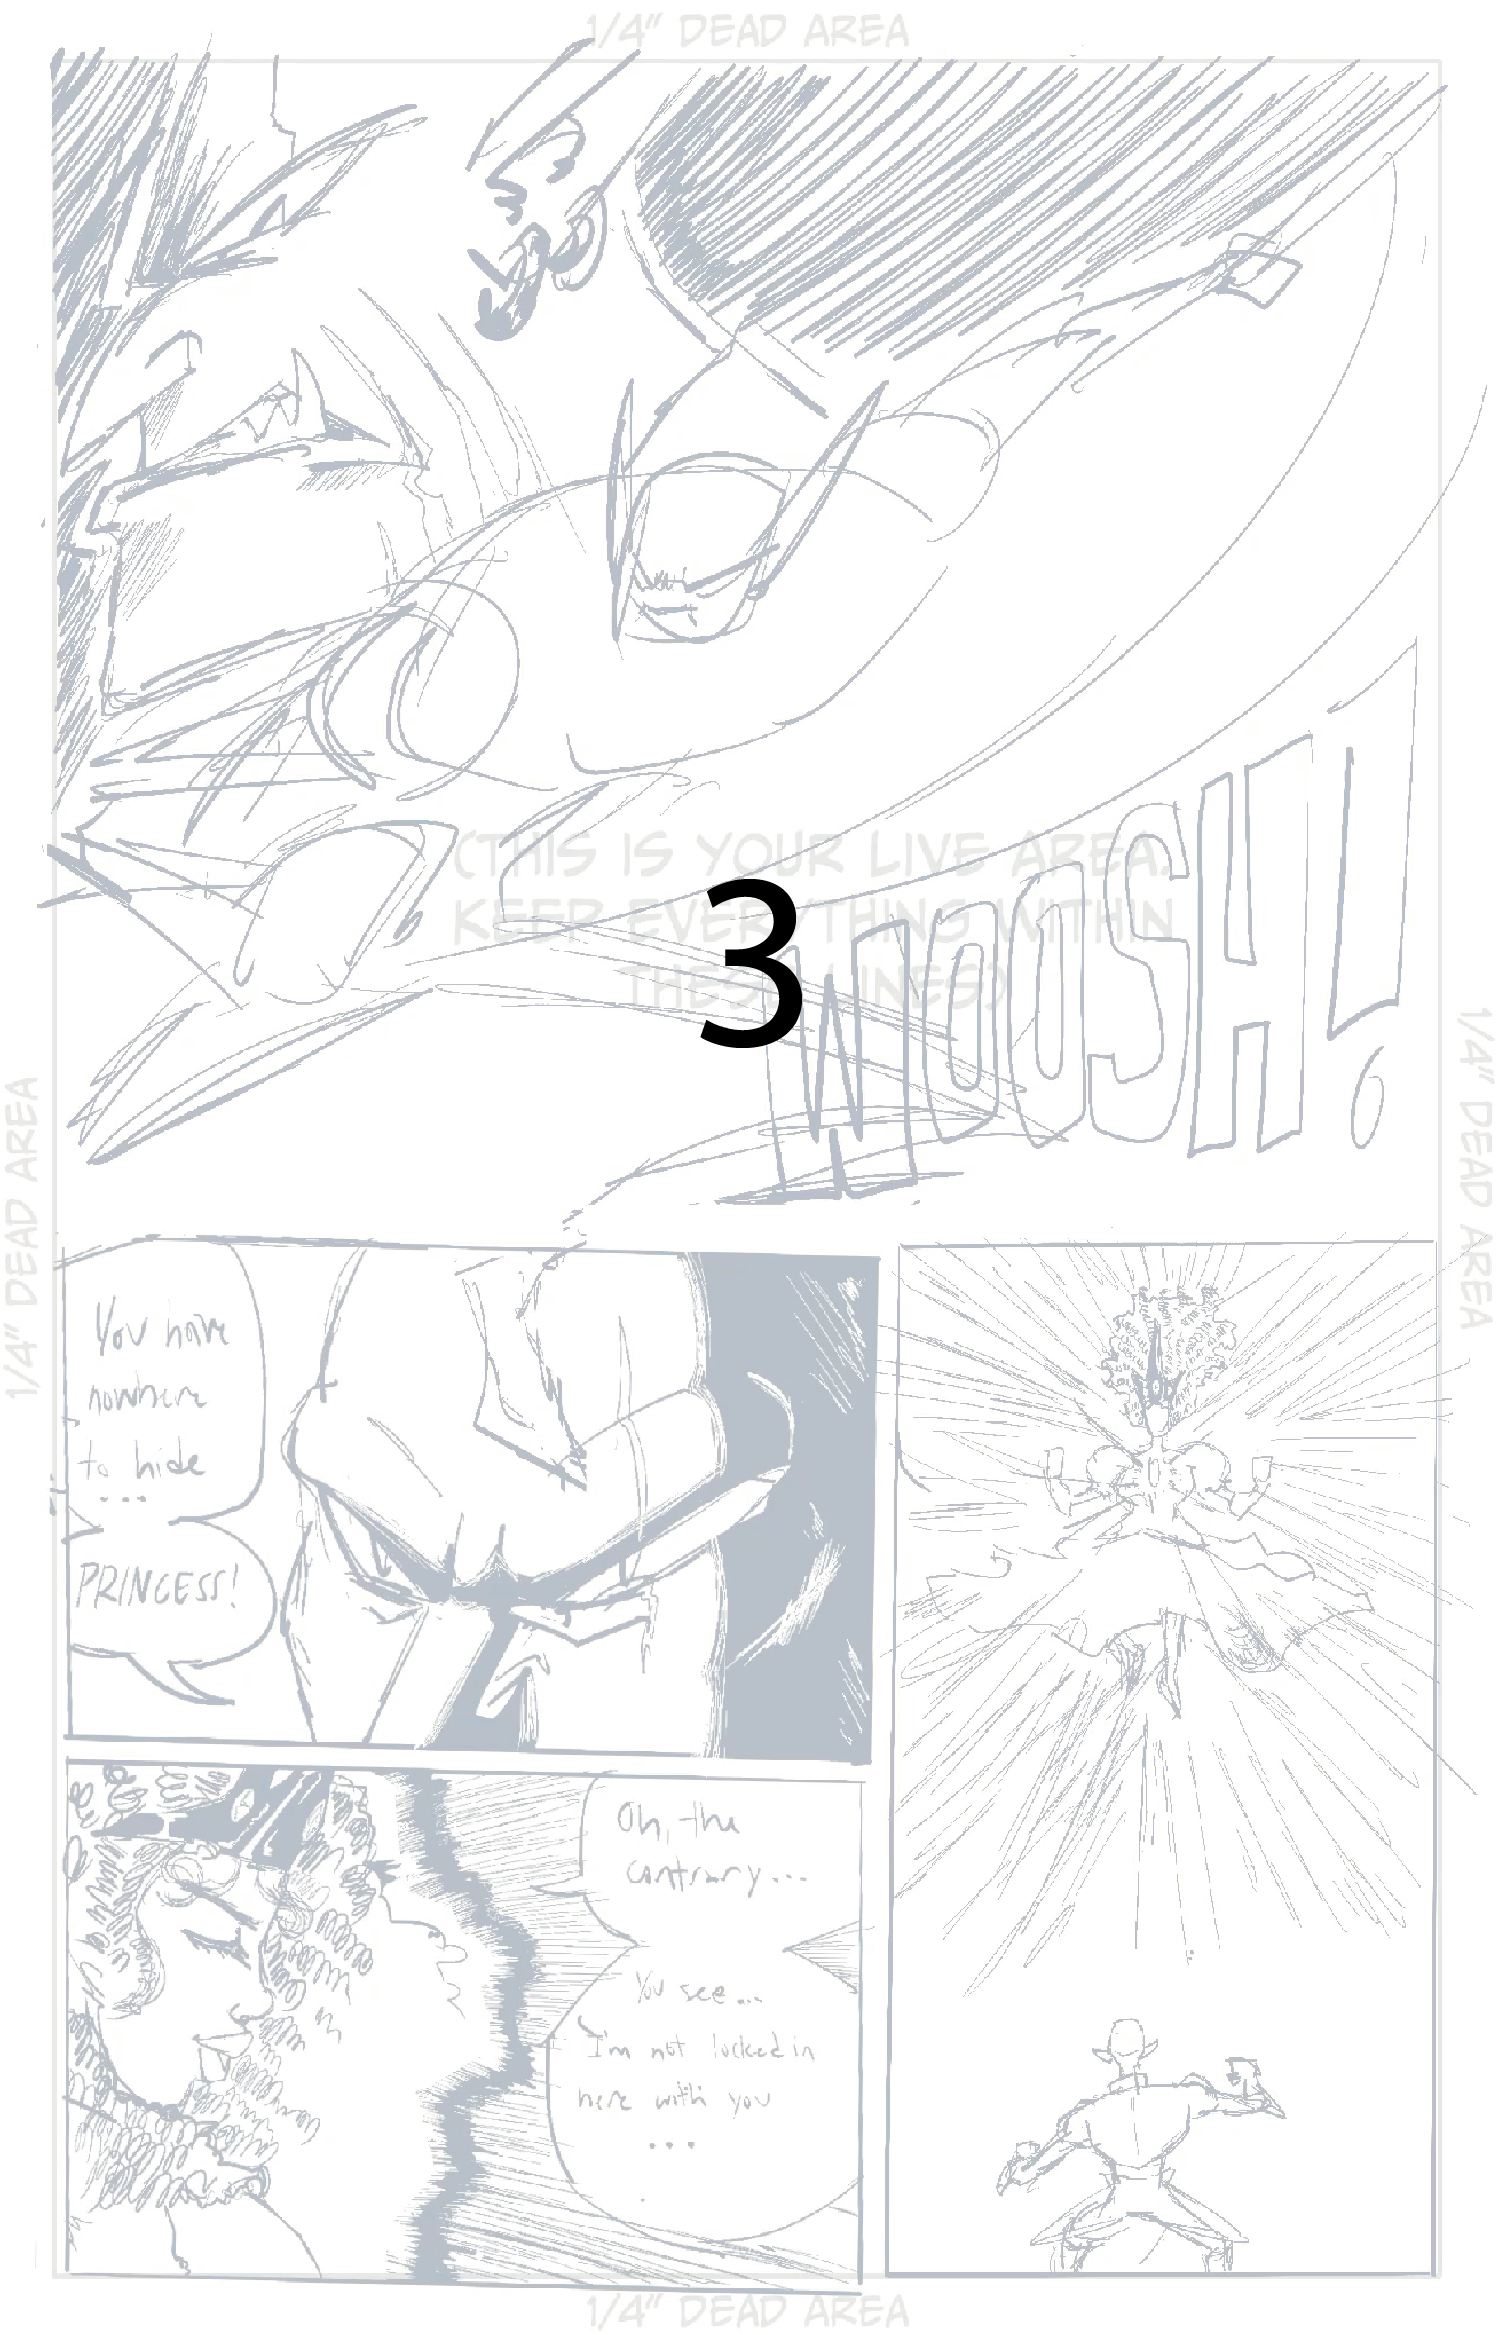 1/4" DEAD AREA
(THIS IS YOUR LIVE AREA.
KEEP EVERYTHING WITHIN
THESE LINES)
3
WOOSH!
1/4" DEAD AREA
1/4" DEAD AREA
You have
nowhere
to hide
...
PRINCESS!
Oh, the
contrary...
You see...
I'm not locked in
here with you
...
1/4" DEAD AREA